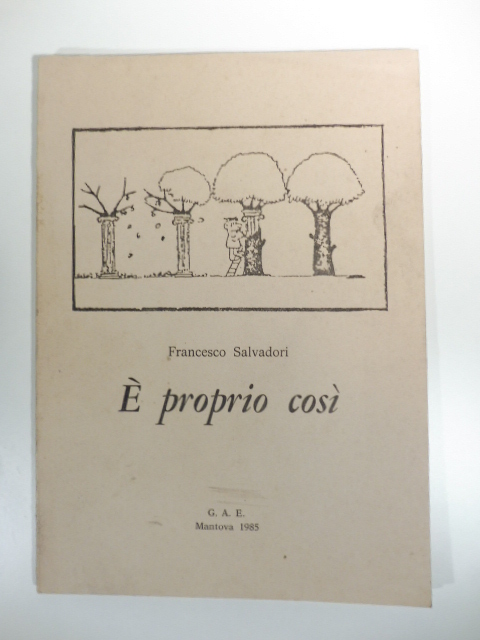 Francesco Salvadori
È proprio così
G. A. E.
Mantova 1985